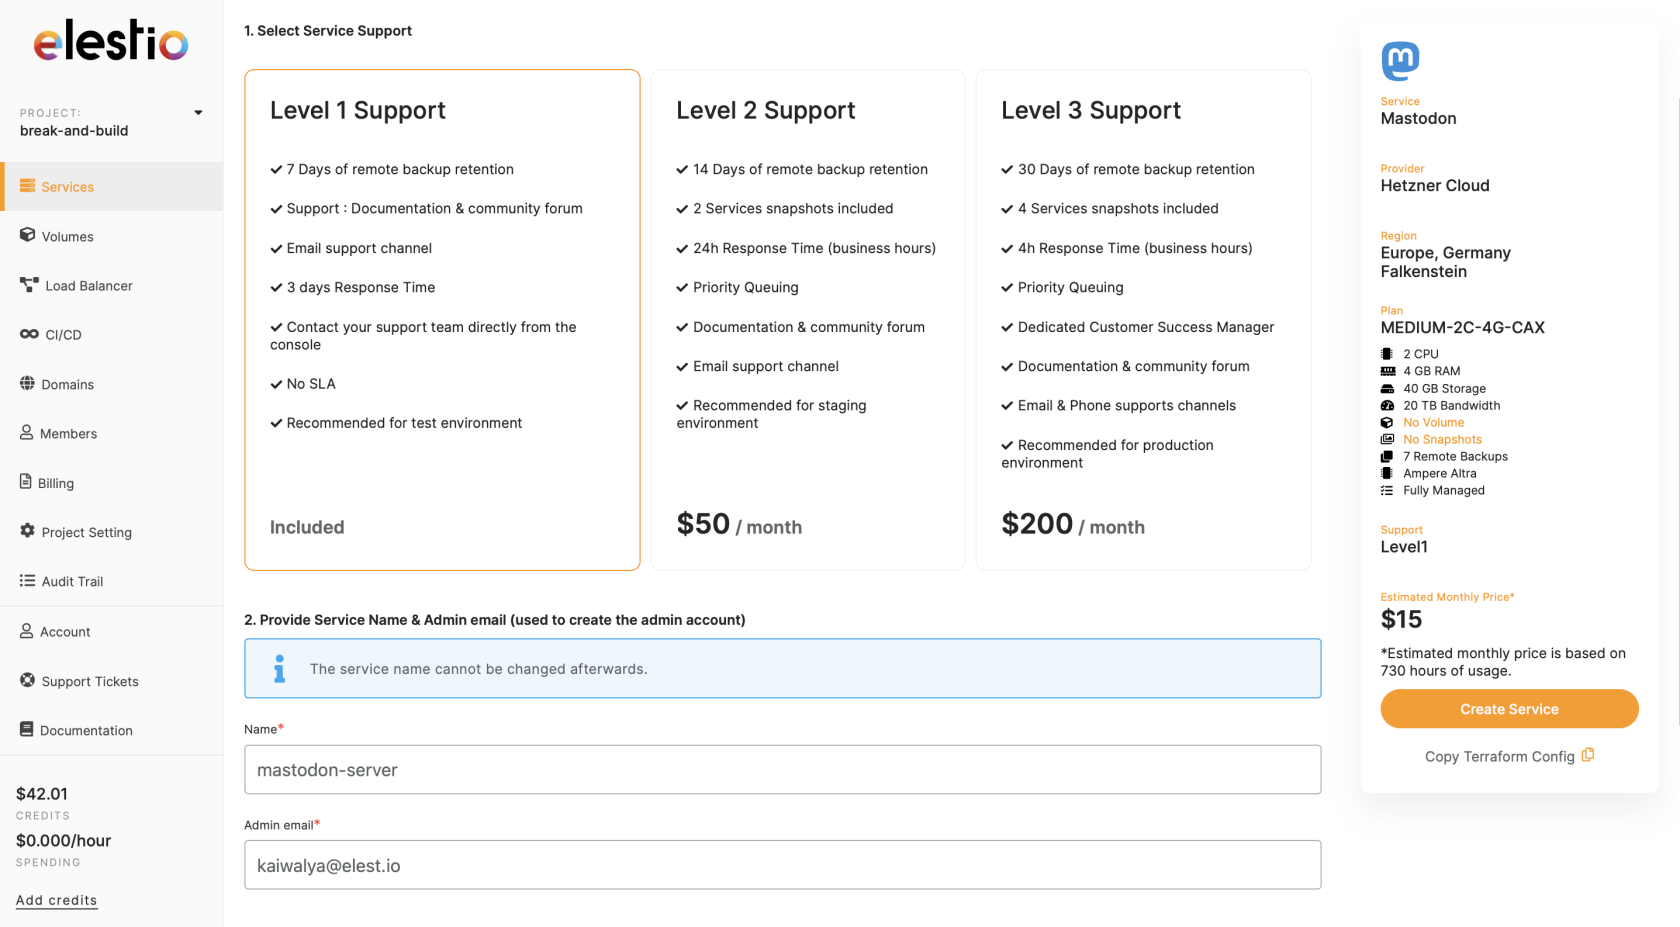 elestio
PROJECT:
break-and-build
Services
Volumes
Load Balancer
CI/CD
Domains
Members
Billing
Project Setting
Audit Trail
Account
Support Tickets
Documentation
$42.01
CREDITS
$0.000/hour
SPENDING
Add credits
1. Select Service Support
Level 1 Support
7 Days of remote backup retention
Support : Documentation & community forum
Email support channel
3 days Response Time
Contact your support team directly from the
console
No SLA
Recommended for test environment
Included
Level 2 Support
14 Days of remote backup retention
2 Services snapshots included
24h Response Time (business hours)
Priority Queuing
Documentation & community forum
Email support channel
Recommended for staging
environment
$50 / month
Level 3 Support
30 Days of remote backup retention
4 Services snapshots included
4h Response Time (business hours)
Priority Queuing
Dedicated Customer Success Manager
Documentation & community forum
Email & Phone supports channels
Recommended for production
environment
$200 / month
2. Provide Service Name & Admin email (used to create the admin account)
The service name cannot be changed afterwards.
Name*
mastodon-server
Admin email*
kaiwalya@elest.io
Service
Mastodon
Provider
Hetzner Cloud
Region
Europe, Germany
Falkenstein
Plan
MEDIUM-2C-4G-CAX
2 CPU
4 GB RAM
40 GB Storage
20 TB Bandwidth
No Volume
No Snapshots
7 Remote Backups
Ampere Altra
Fully Managed
Support
Level1
Estimated Monthly Price*
$15
*Estimated monthly price is based on
730 hours of usage.
Create Service
Copy Terraform Config